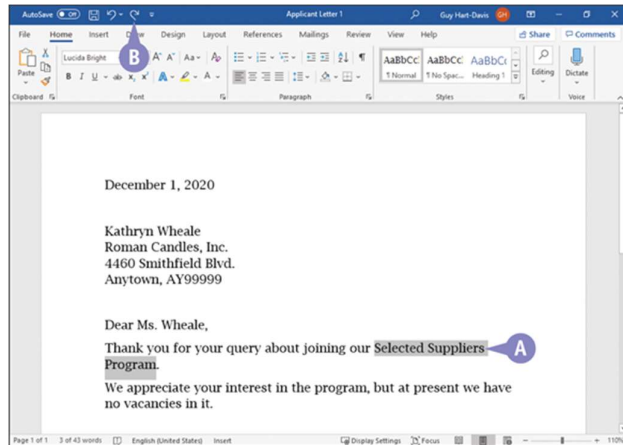 AutoSave Off
Applicant Letter 1
Guy Hart-Davis GH
File Home Insert Draw Design Layout References Mailings Review View Help Share Comments
Paste
Lucida Bright
A A Aa A
B I U ab x x A A
AaBbCc AaBbCc AaBbCc
¶ Normal ¶ No Spac... Heading 1
Editing
Dictate
Clipboard Font Paragraph Styles Voice
B
December 1, 2020
Kathryn Wheale
Roman Candles, Inc.
4460 Smithfield Blvd.
Anytown, AY99999
Dear Ms. Wheale,
Thank you for your query about joining our Selected Suppliers
A
Program.
We appreciate your interest in the program, but at present we have
no vacancies in it.
Page 1 of 1 3 of 43 words English (United States) Insert Display Settings Focus 110%